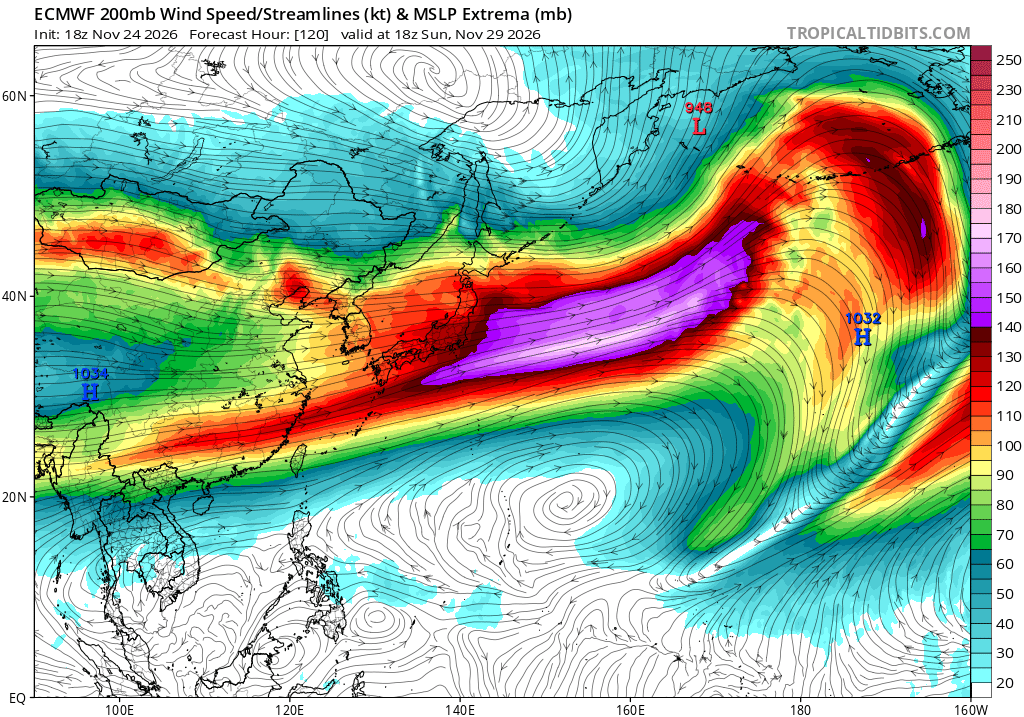 ECMWF 200mb Wind Speed/Streamlines (kt) & MSLP Extrema (mb)
Init: 18z Nov 24 2026 Forecast Hour: [120] valid at 18z Sun, Nov 29 2026
TROPICALTIDBITS.COM
60N
40N
20N
EQ
948
L
1032
H
1034
H
100E
120E
140E
160E
180
160W
250
230
210
200
190
180
170
160
150
140
130
120
110
100
90
80
70
60
50
40
30
20